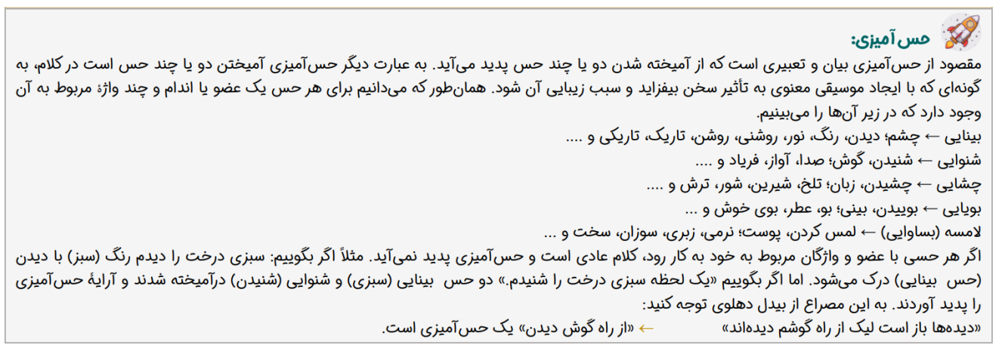 حس آمیزی:
مقصود از حس‌آمیزی بیان و تعبیری است که از آمیخته شدن دو یا چند حس پدید می‌آید. به عبارت دیگر حس‌آمیزی آمیختن دو یا چند حس است در کلام، به
گونه‌ای که با ایجاد موسیقی معنوی به تأثیر سخن بیفزاید و سبب زیبایی آن شود. همان‌طور که می‌دانیم برای هر حس یک عضو یا اندام و چند واژۀ مربوط به آن
وجود دارد که در زیر آن‌ها را می‌بینیم.
بینایی ← چشم؛ دیدن، رنگ، نور، روشنی، روشن، تاریک، تاریکی و ....
شنوایی ← شنیدن، گوش؛ صدا، آواز، فریاد و ....
چشایی ← چشیدن، زبان؛ تلخ، شیرین، شور، ترش و ....
بویایی ← بوییدن، بینی؛ بو، عطر، بوی خوش و ...
لامسه (بساوایی) ← لمس کردن، پوست؛ نرمی، زبری، سوزان، سخت و ...
اگر هر حسی با عضو و واژگان مربوط به خود به کار رود، کلام عادی است و حس‌آمیزی پدید نمی‌آید. مثلاً اگر بگوییم: سبزی درخت را دیدم رنگ (سبز) با دیدن
(حس بینایی) درک می‌شود. اما اگر بگوییم «یک لحظه سبزی درخت را شنیدم.» دو حس بینایی (سبزی) و شنوایی (شنیدن) درآمیخته شدند و آرایۀ حس‌آمیزی
را پدید آوردند. به این مصراع از بیدل دهلوی توجه کنید:
«دیده‌ها باز است لیک از راه گوشم دیده‌اند» ← «از راه گوش دیدن» یک حس‌آمیزی است.